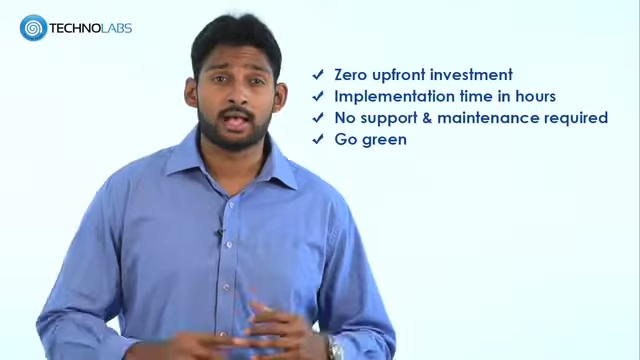 TECHNOLABS
Zero upfront investment
Implementation time in hours
No support & maintenance required
Go green